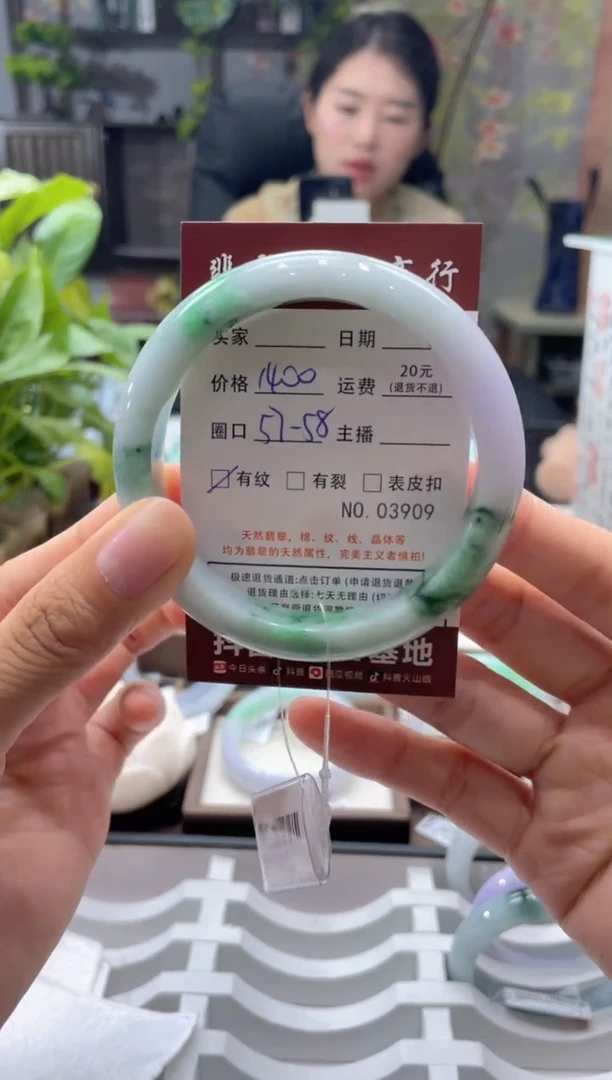 行
买家 日期
价格 1400 运费 20元
(退货不退)
圈口 57-58 主播
有纹 有裂 表皮扣
NO. 03909
天然翡翠,棉、纹、线、晶体等
均为翡翠的天然属性,完美主义者慎拍!
极速退货通道:点击订单(申请退货退款
退货理由选择:七天无理由
基地
今日头条 抖音 西瓜视频 抖音火山版